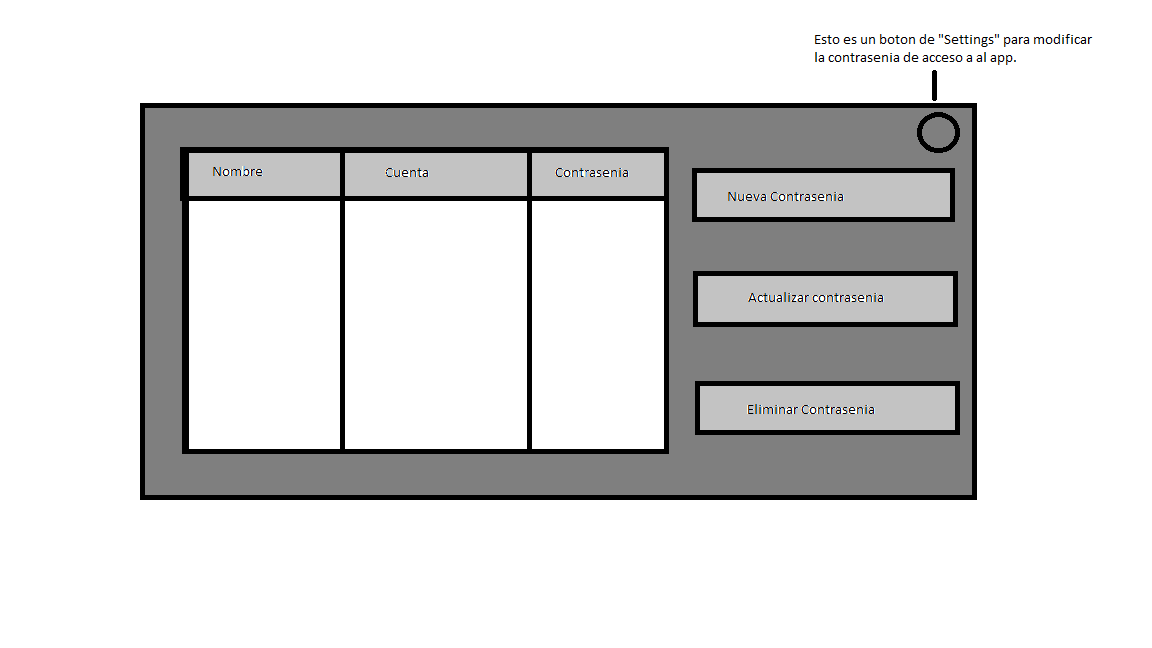 Esto es un boton de "Settings" para modificar
la contrasenia de acceso a al app.
Nombre
Cuenta
Contrasenia
Nueva Contrasenia
Actualizar contrasenia
Eliminar Contrasenia